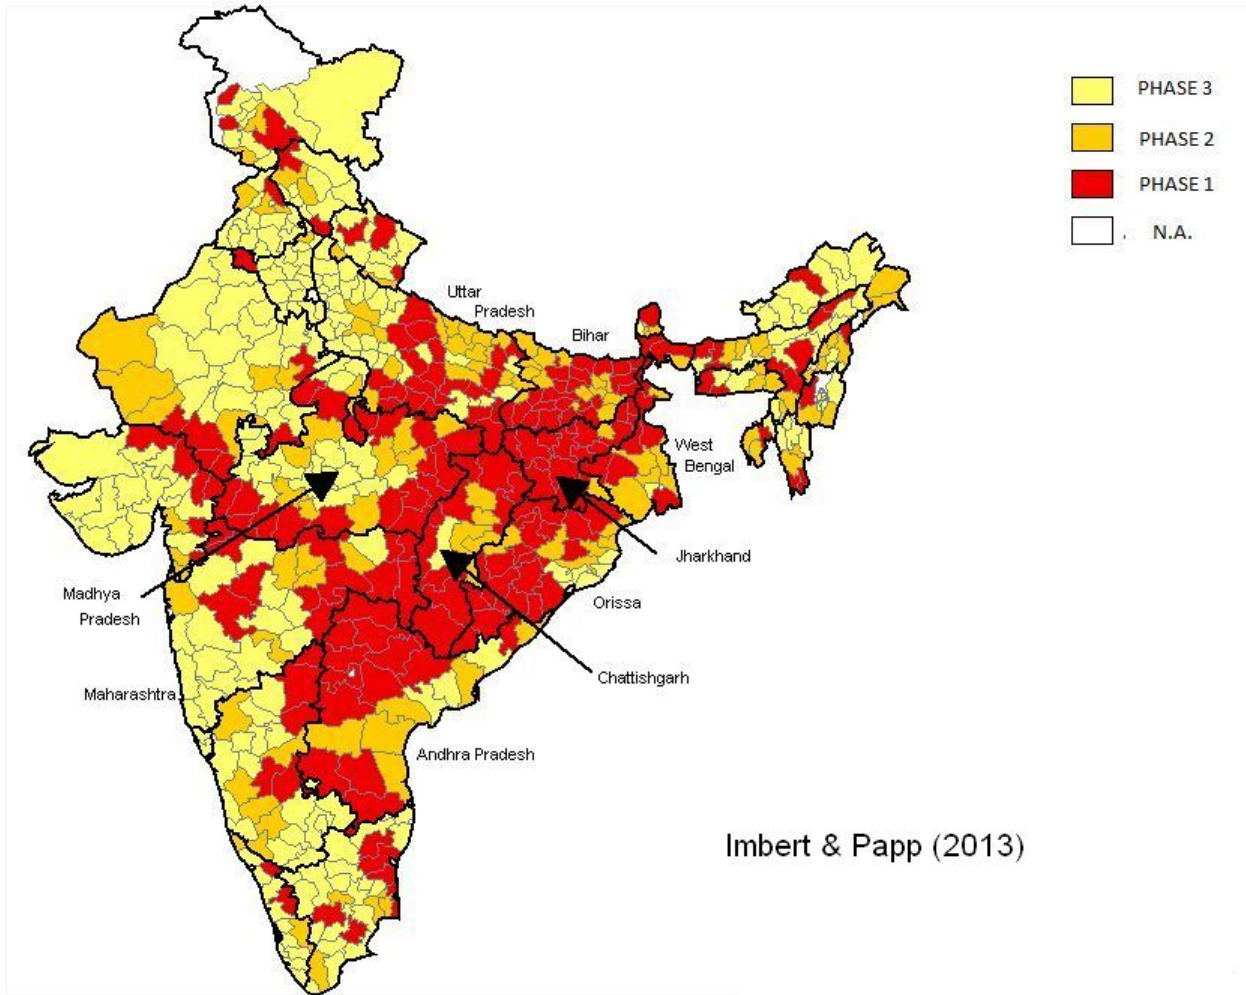 PHASE 3
PHASE 2
PHASE 1
. N.A.
Uttar
Pradesh
Bihar
West
Bengal
Jharkhand
Madhya
Pradesh
Orissa
Chattishgarh
Maharashtra
Andhra Pradesh
Imbert & Papp (2013)